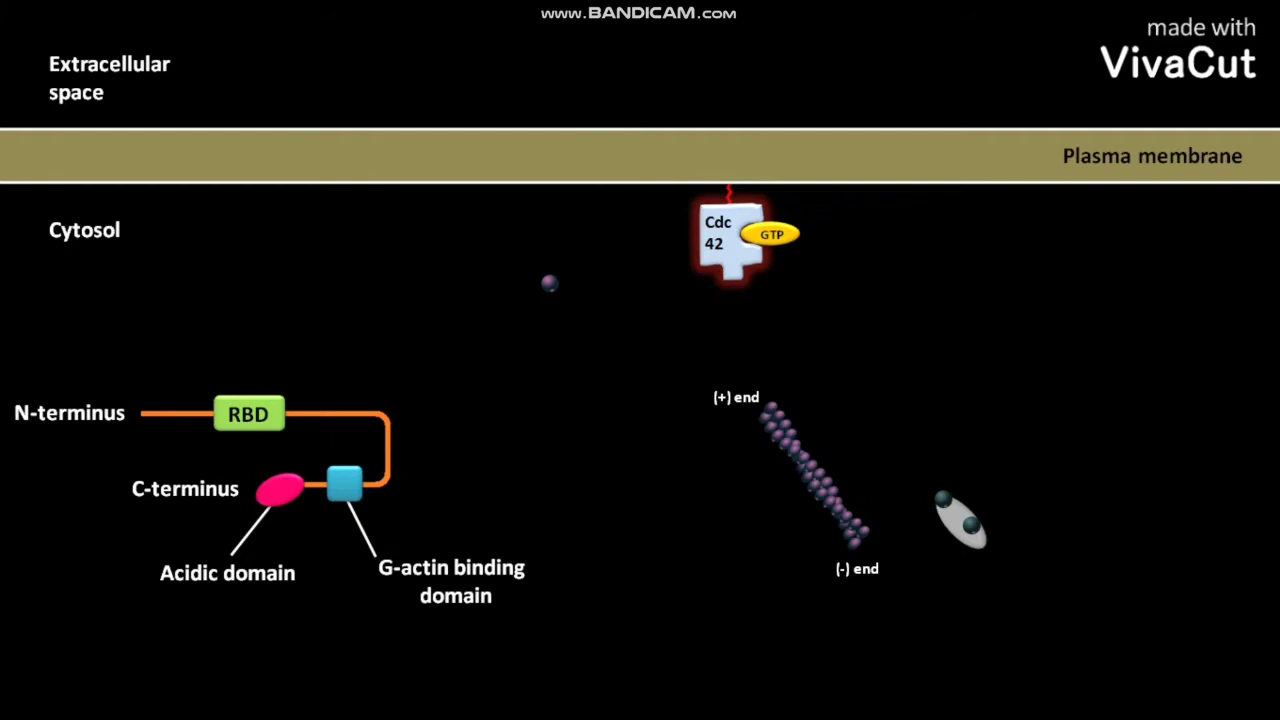 www.BANDICAM.com
made with
VivaCut
Extracellular
space
Plasma membrane
Cytosol
Cdc
42
GTP
N-terminus
RBD
(+) end
C-terminus
Acidic domain
G-actin binding
domain
(-) end